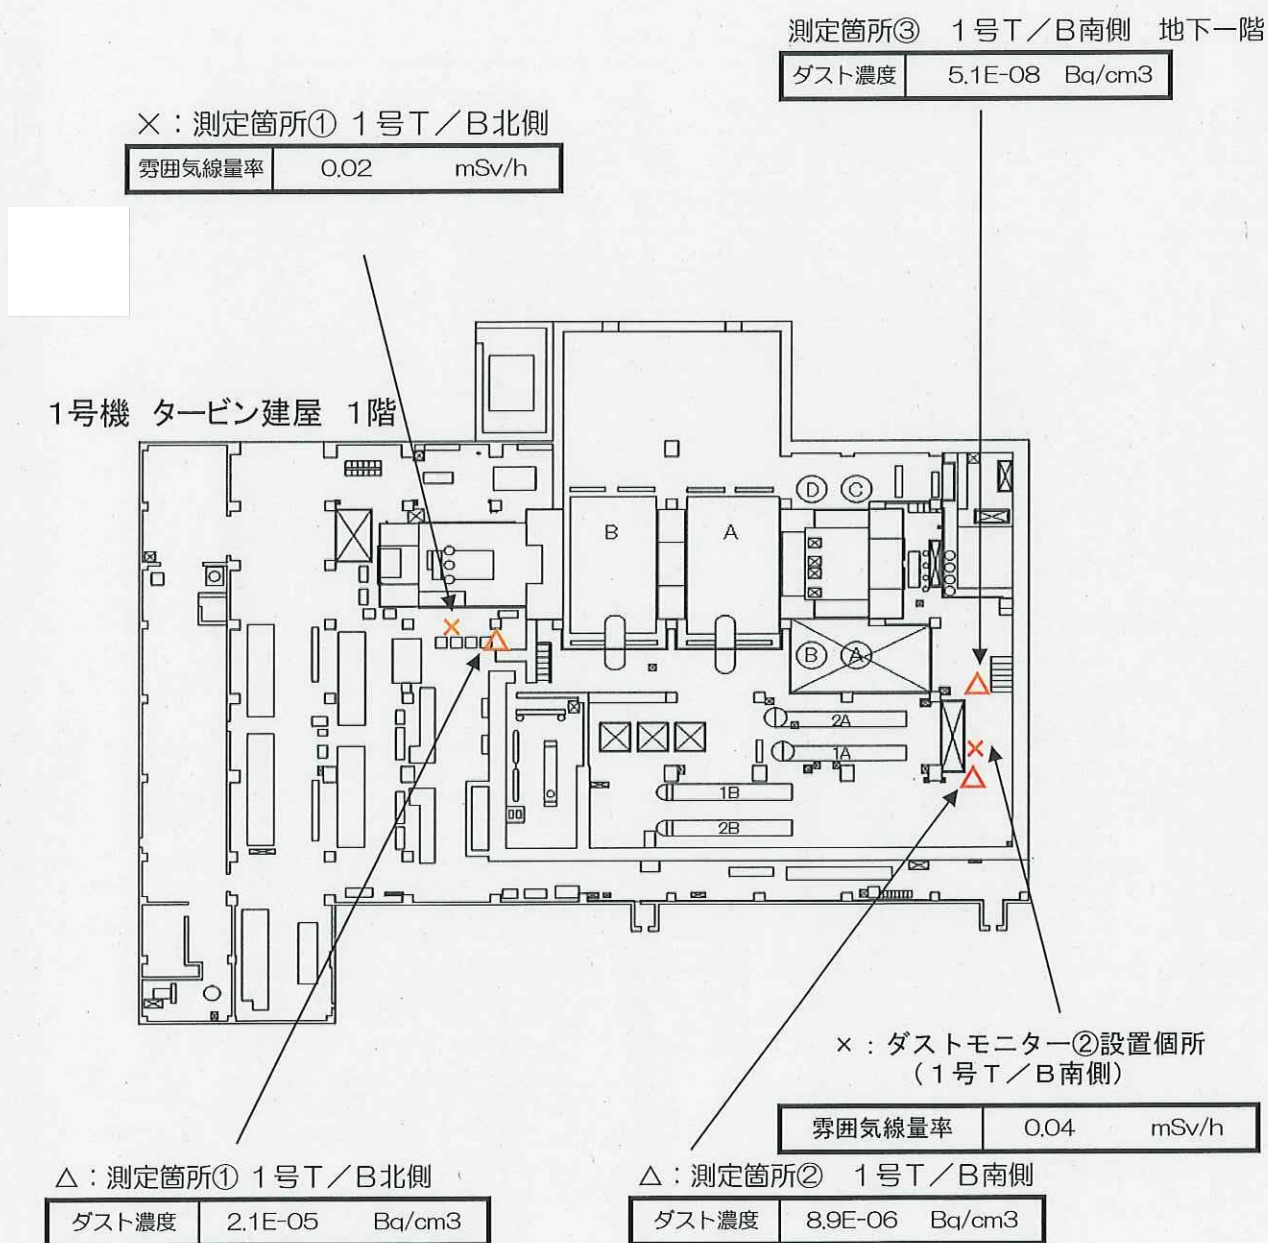 測定箇所③ 1号T／B南側 地下一階
ダスト濃度 5.1E-08 Bq/cm3
×：測定箇所① 1号T／B北側
雰囲気線量率 0.02 mSv/h
1号機 タービン建屋 1階
D C
B A
B A
2A
1A
1B
2B
×：ダストモニター②設置個所
（1号T／B南側）
雰囲気線量率 0.04 mSv/h
△：測定箇所① 1号T／B北側
ダスト濃度 2.1E-05 Bq/cm3
△：測定箇所② 1号T／B南側
ダスト濃度 8.9E-06 Bq/cm3